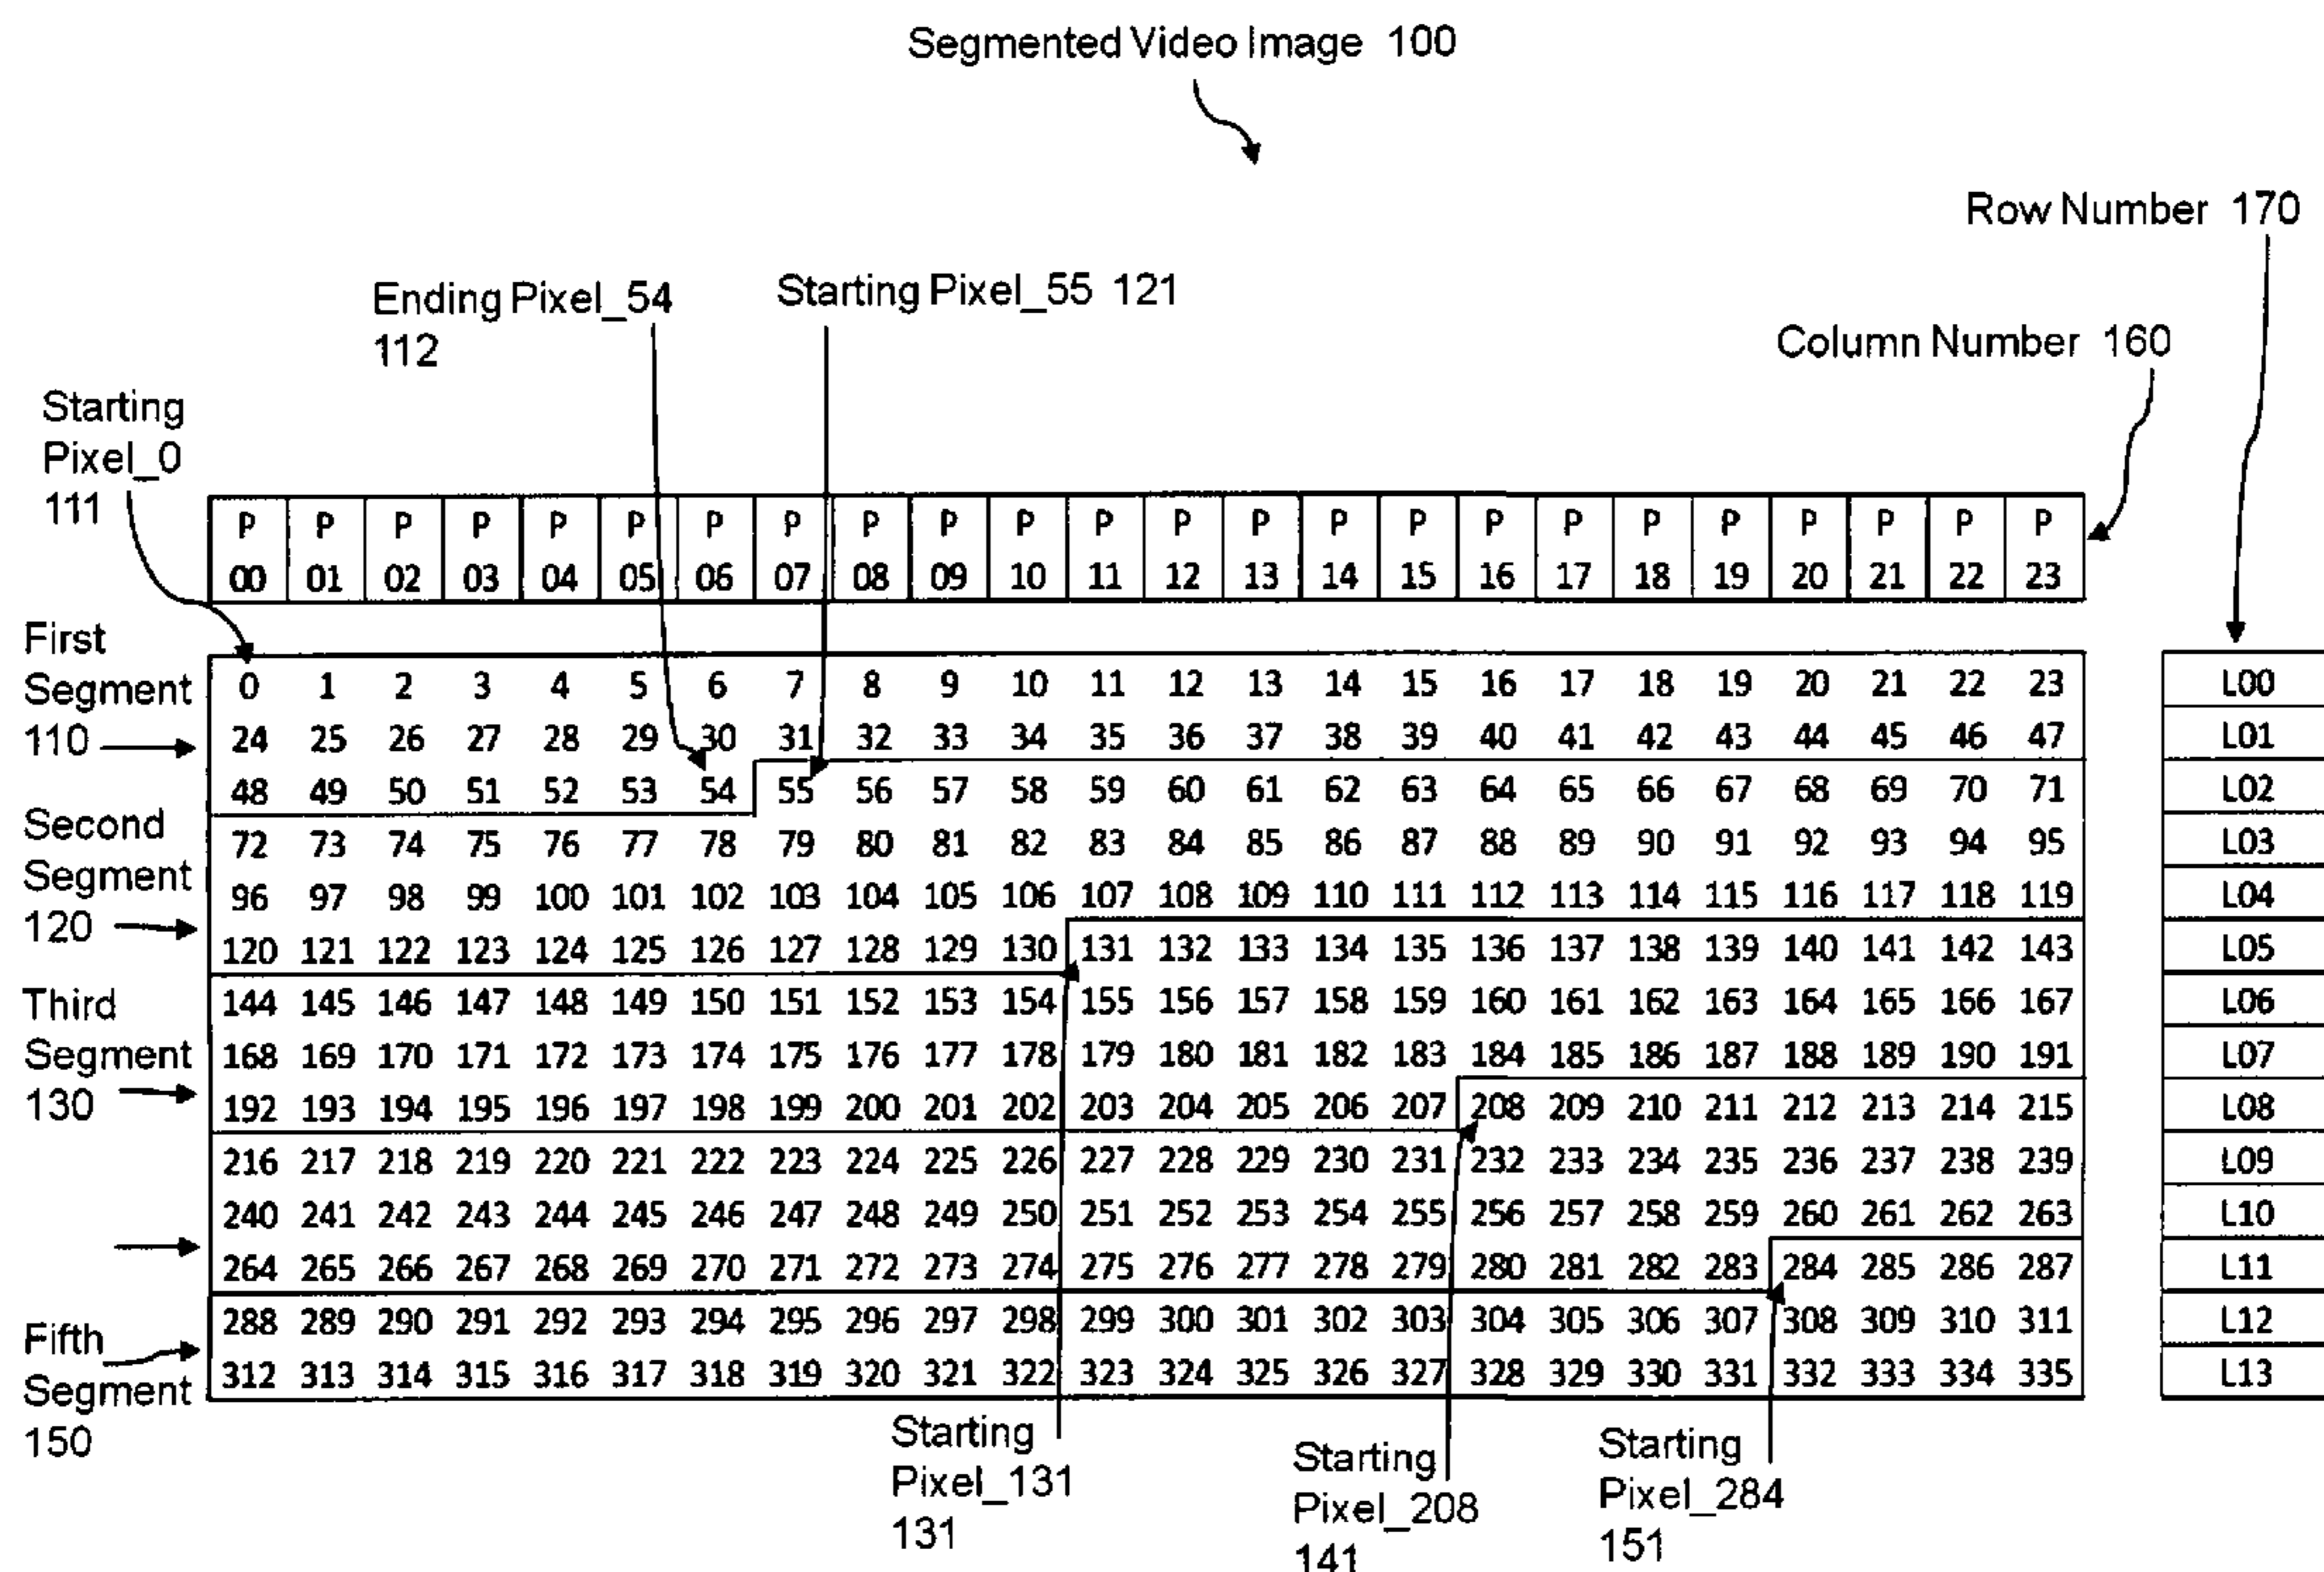 Segmented Video Image 100
Row Number 170
Ending Pixel_54
112
Starting Pixel_55 121
Column Number 160
Starting
Pixel_0
111
P P P P P P P P P P P P P P P P P P P P P P P P
00 01 02 03 04 05 06 07 08 09 10 11 12 13 14 15 16 17 18 19 20 21 22 23
First
Segment
110
0 1 2 3 4 5 6 7 8 9 10 11 12 13 14 15 16 17 18 19 20 21 22 23 L00
24 25 26 27 28 29 30 31 32 33 34 35 36 37 38 39 40 41 42 43 44 45 46 47 L01
48 49 50 51 52 53 54 55 56 57 58 59 60 61 62 63 64 65 66 67 68 69 70 71 L02
Second
Segment
120
72 73 74 75 76 77 78 79 80 81 82 83 84 85 86 87 88 89 90 91 92 93 94 95 L03
96 97 98 99 100 101 102 103 104 105 106 107 108 109 110 111 112 113 114 115 116 117 118 119 L04
120 121 122 123 124 125 126 127 128 129 130 131 132 133 134 135 136 137 138 139 140 141 142 143 L05
Third
Segment
130
144 145 146 147 148 149 150 151 152 153 154 155 156 157 158 159 160 161 162 163 164 165 166 167 L06
168 169 170 171 172 173 174 175 176 177 178 179 180 181 182 183 184 185 186 187 188 189 190 191 L07
192 193 194 195 196 197 198 199 200 201 202 203 204 205 206 207 208 209 210 211 212 213 214 215 L08
216 217 218 219 220 221 222 223 224 225 226 227 228 229 230 231 232 233 234 235 236 237 238 239 L09
240 241 242 243 244 245 246 247 248 249 250 251 252 253 254 255 256 257 258 259 260 261 262 263 L10
264 265 266 267 268 269 270 271 272 273 274 275 276 277 278 279 280 281 282 283 284 285 286 287 L11
Fifth
Segment
150
288 289 290 291 292 293 294 295 296 297 298 299 300 301 302 303 304 305 306 307 308 309 310 311 L12
312 313 314 315 316 317 318 319 320 321 322 323 324 325 326 327 328 329 330 331 332 333 334 335 L13
Starting
Pixel_131
131
Starting
Pixel_208
141
Starting
Pixel_284
151